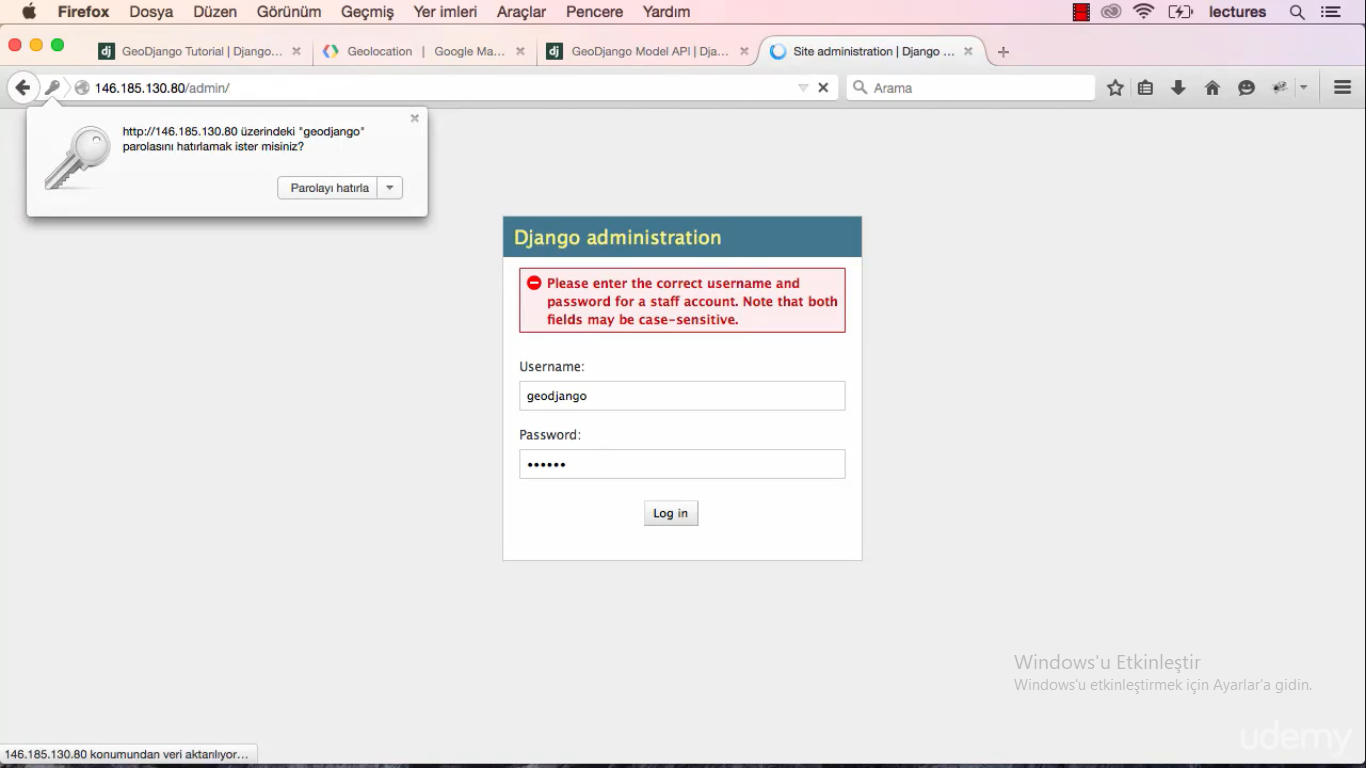 Firefox Dosya Düzen Görünüm Geçmiş Yer imleri Araçlar Pencere Yardım lectures
dj GeoDjango Tutorial | Django... Geolocation | Google Ma... dj GeoDjango Model API | Dja... Site administration | Django ...
146.185.130.80/admin/ Arama
http://146.185.130.80 üzerindeki "geodjango"
parolasını hatırlamak ister misiniz?
Parolayı hatırla
Django administration
Please enter the correct username and
password for a staff account. Note that both
fields may be case-sensitive.
Username:
geodjango
Password:
••••••
Log in
Windows'u Etkinleştir
Windows'u etkinleştirmek için Ayarlar'a gidin.
udemy
146.185.130.80 konumundan veri aktarılıyor...